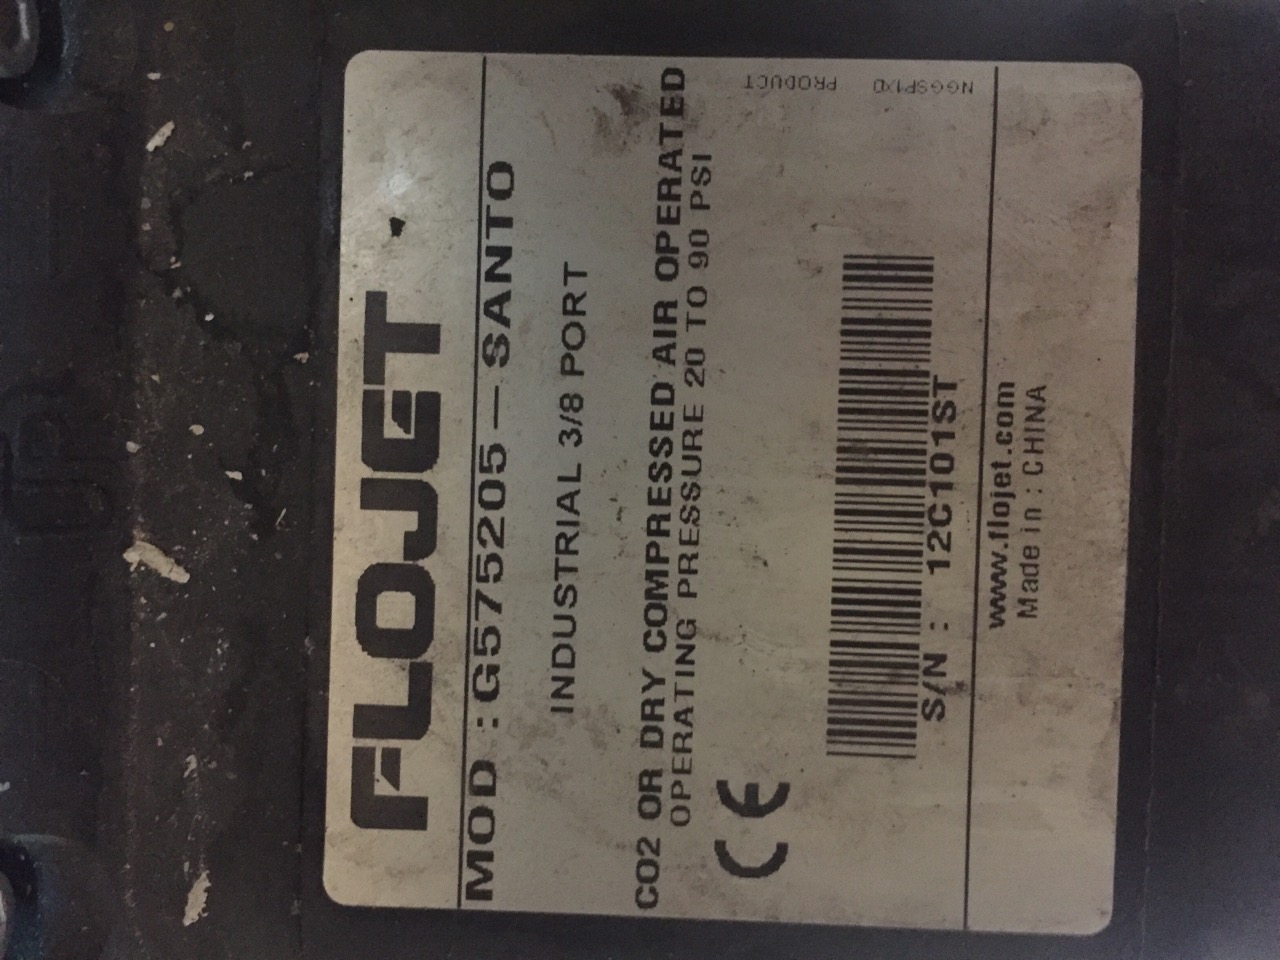 FLOJET
MOD :G575205—SANTO
INDUSTRIAL 3/8 PORT
CO2 OR DRY COMPRESSED AIR OPERATED
OPERATING PRESSURE 20 TO 90 PSI
CE
PRODUCT
S/N : 12C101ST
www.flojet.com
Made in : CHINA